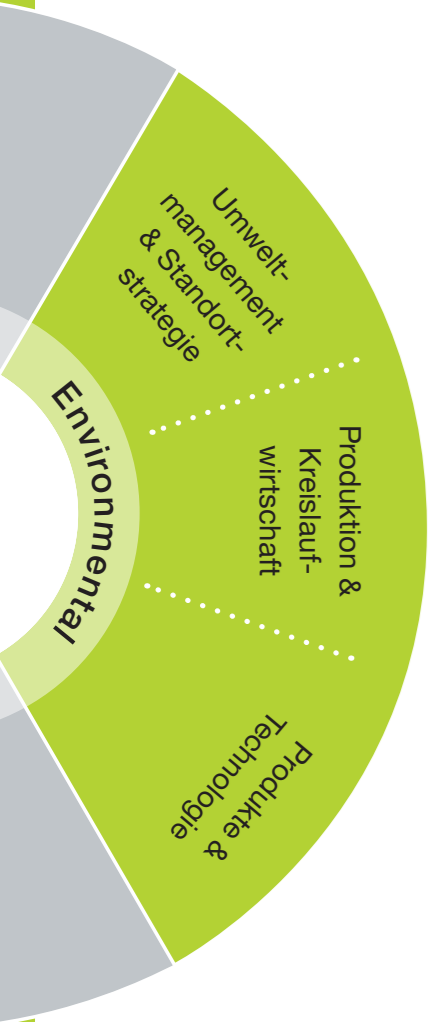 Umwelt-
management
& Standort-
strategie
Produktion &
Kreislauf-
wirtschaft
Produkte &
Technologie
Environmental